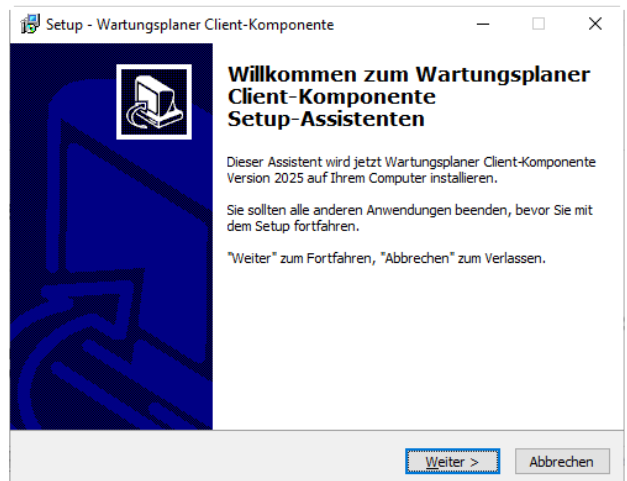 Setup - Wartungsplaner Client-Komponente
Willkommen zum Wartungsplaner
Client-Komponente
Setup-Assistenten
Dieser Assistent wird jetzt Wartungsplaner Client-Komponente
Version 2025 auf Ihrem Computer installieren.
Sie sollten alle anderen Anwendungen beenden, bevor Sie mit
dem Setup fortfahren.
"Weiter" zum Fortfahren, "Abbrechen" zum Verlassen.
Weiter >
Abbrechen